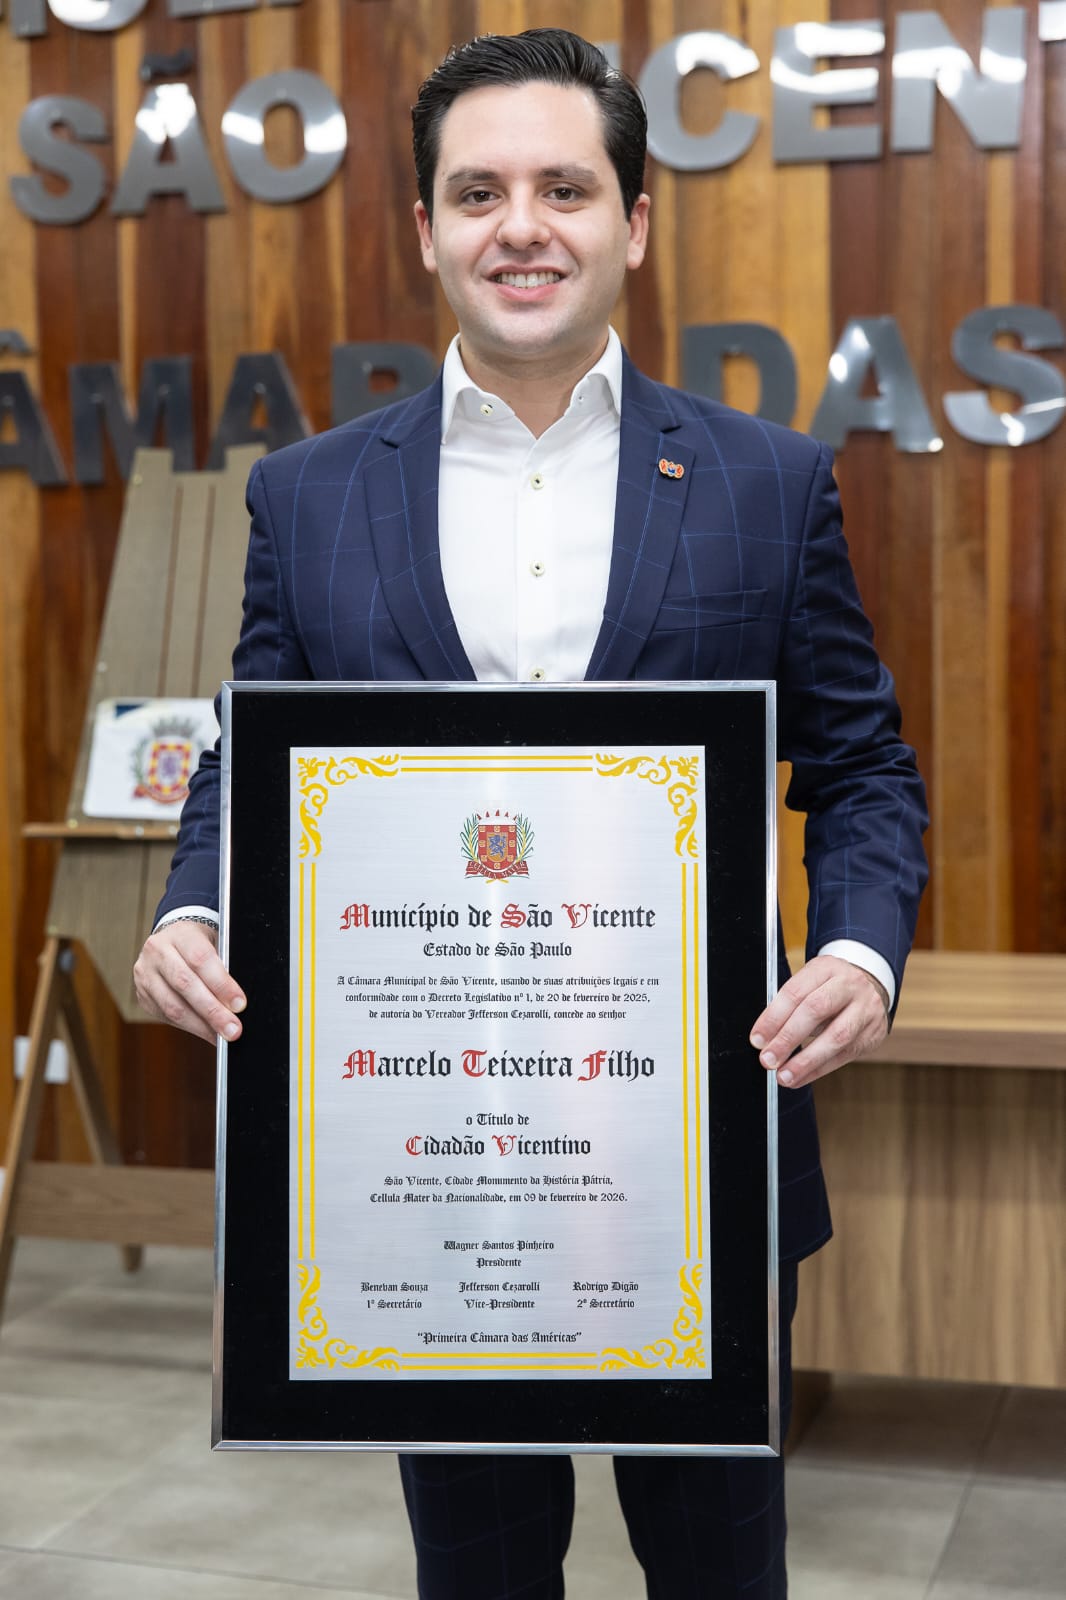 SÃO VICEN
ÂMAR DAS
Município de São Vicente
Estado de São Paulo
A Câmara Municipal de São Vicente, usando de suas atribuições legais e em
conformidade com o Decreto Legislativo nº 1, de 20 de fevereiro de 2025,
de autoria do Vereador Jefferson Cezarolli, concede ao senhor
Marcelo Teixeira Filho
o Título de
Cidadão Vicentino
São Vicente, Cidade Monumento da História Pátria,
Cellula Mater da Nacionalidade, em 09 de fevereiro de 2026.
Wagner Santos Pinheiro
Presidente
Benevan Souza Jefferson Cezarolli Rodrigo Digão
1º Secretário Vice-Presidente 2º Secretário
“Primeira Câmara das Américas”